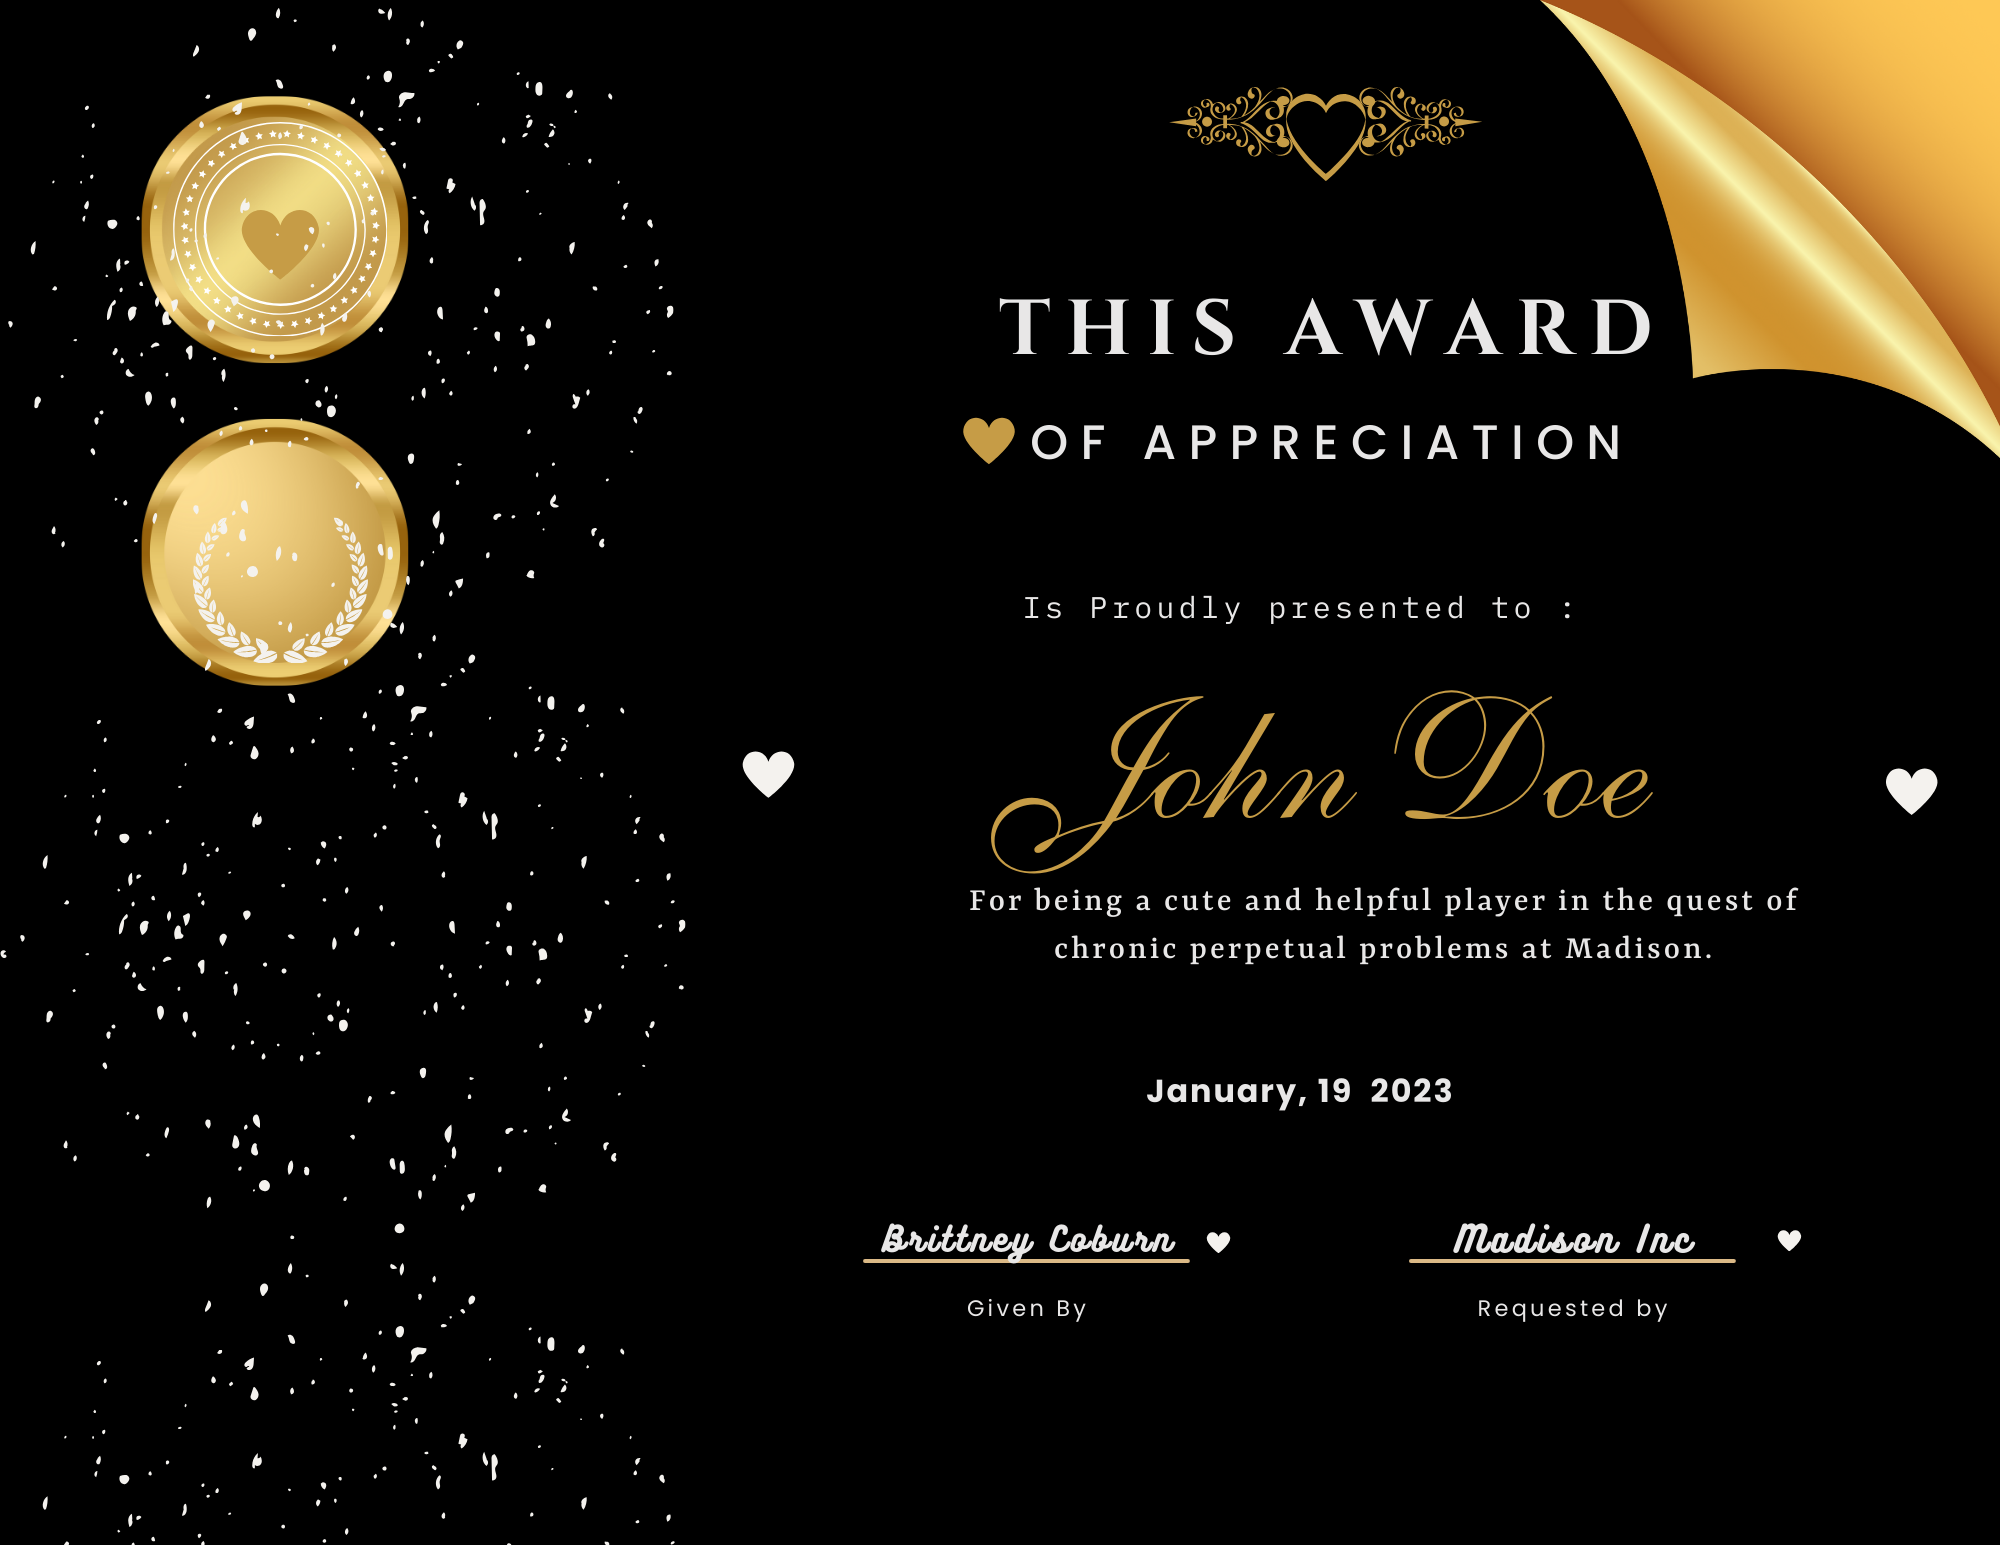 THIS AWARD
OF APPRECIATION
Is Proudly presented to :
John Doe
For being a cute and helpful player in the quest of
chronic perpetual problems at Madison.
January, 19 2023
Brittney Coburn
Madison Inc
Given By
Requested by